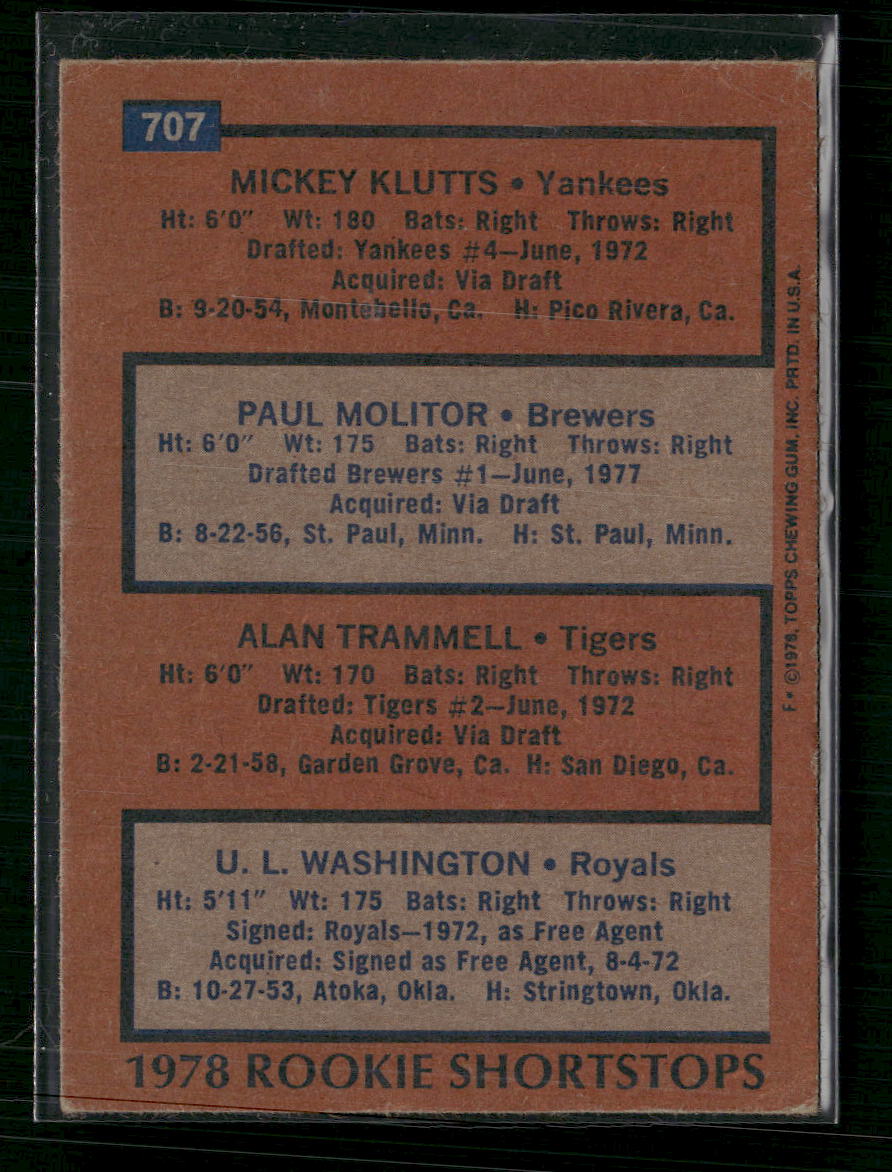 707
MICKEY KLUTTS • Yankees
Ht: 6'0" Wt: 180 Bats: Right Throws: Right
Drafted: Yankees #4—June, 1972
Acquired: Via Draft
B: 9-20-54, Montebello, Ca. H: Pico Rivera, Ca.
PAUL MOLITOR • Brewers
Ht: 6'0" Wt: 175 Bats: Right Throws: Right
Drafted Brewers #1—June, 1977
Acquired: Via Draft
B: 8-22-56, St. Paul, Minn. H: St. Paul, Minn.
ALAN TRAMMELL • Tigers
Ht: 6'0" Wt: 170 Bats: Right Throws: Right
Drafted: Tigers #2—June, 1972
Acquired: Via Draft
B: 2-21-58, Garden Grove, Ca. H: San Diego, Ca.
U. L. WASHINGTON • Royals
Ht: 5'11" Wt: 175 Bats: Right Throws: Right
Signed: Royals—1972, as Free Agent
Acquired: Signed as Free Agent, 8-4-72
B: 10-27-53, Atoka, Okla. H: Stringtown, Okla.
1978 ROOKIE SHORTSTOPS
F* ©1978, TOPPS CHEWING GUM, INC. PRTD. IN U.S.A.